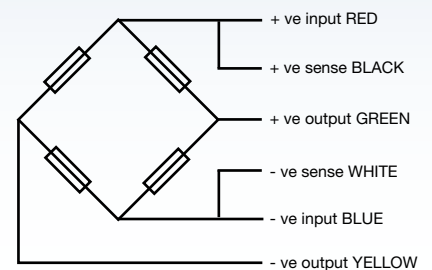 + ve input RED
+ ve sense BLACK
+ ve output GREEN
- ve sense WHITE
- ve input BLUE
- ve output YELLOW